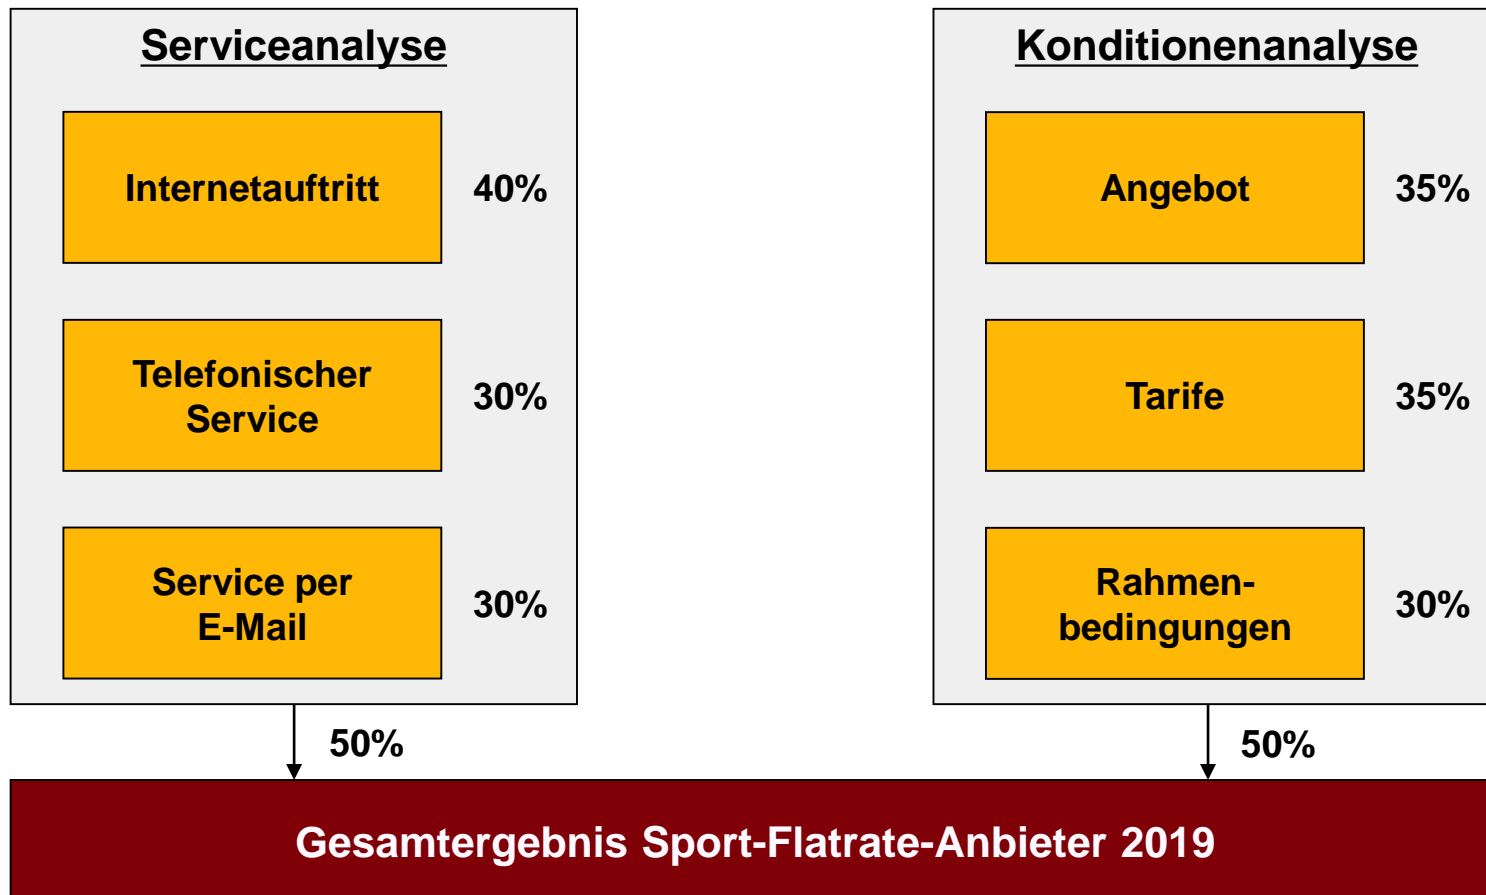 Serviceanalyse
Internetauftritt
40%
Telefonischer
Service
30%
Service per
E-Mail
30%
50%
Konditionenanalyse
Angebot
35%
Tarife
35%
Rahmen-
bedingungen
30%
50%
Gesamtergebnis Sport-Flatrate-Anbieter 2019